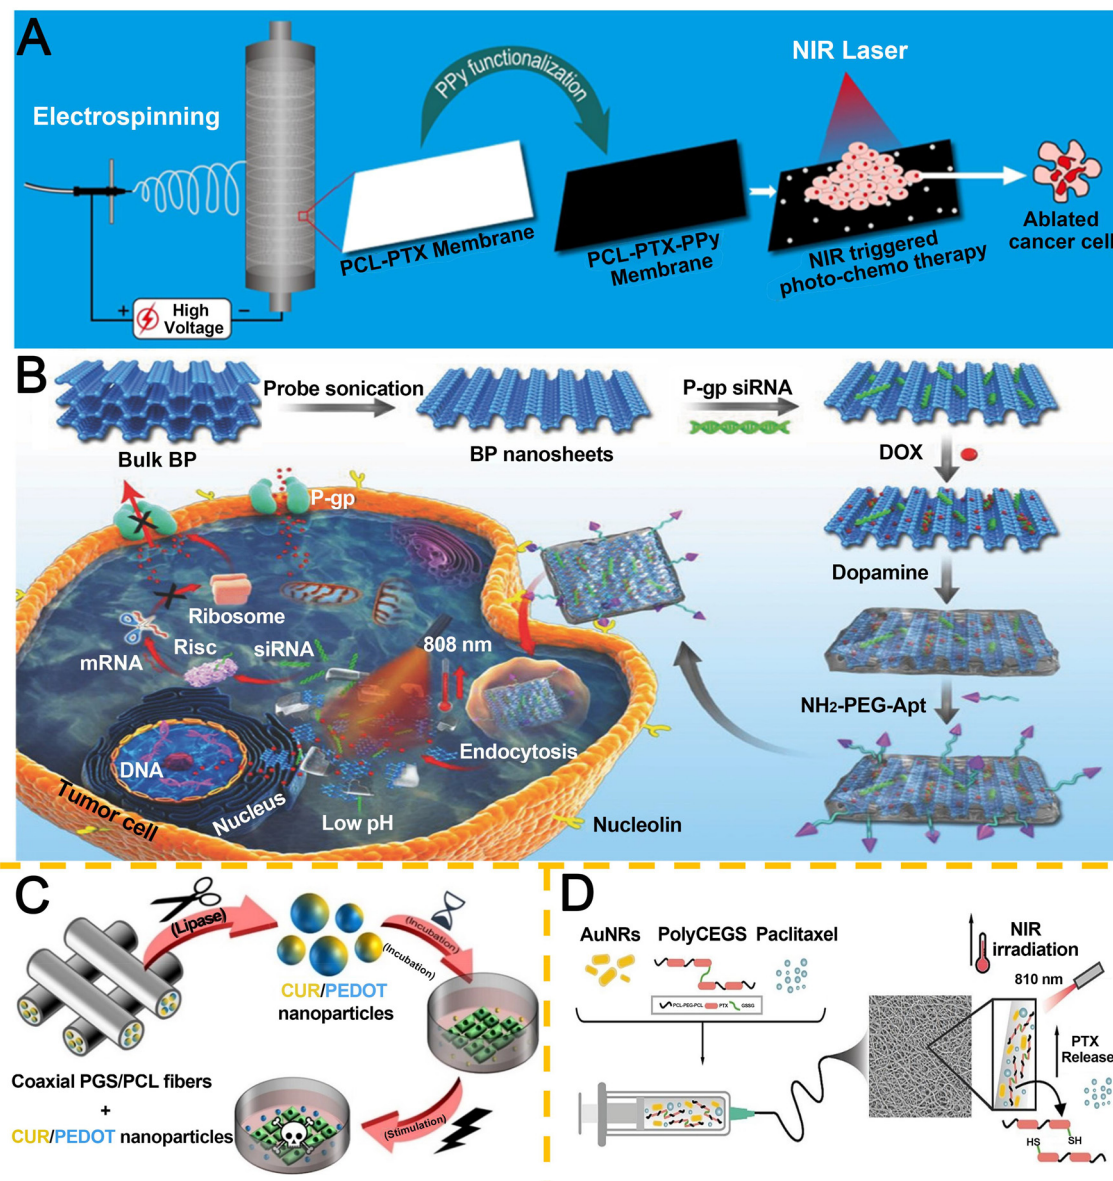 A
Electrospinning
PPy functionalization
NIR Laser
PCL-PTX Membrane
PCL-PTX-PPy
Membrane
NIR triggered
photo-chemo therapy
Ablated
cancer cell
+
High
Voltage
−
B
Probe sonication
P-gp siRNA
Bulk BP
BP nanosheets
DOX
P-gp
Dopamine
Ribosome
mRNA
Risc
siRNA
808 nm
NH2-PEG-Apt
Endocytosis
DNA
Tumor cell
Nucleus
Low pH
Nucleolin
C
(Lipase)
(Incubation)
(Incubation)
CUR/PEDOT
nanoparticles
Coaxial PGS/PCL fibers
+
CUR/PEDOT nanoparticles
(Stimulation)
D
AuNRs
PolyCEGS
Paclitaxel
PCL-PEG-PCL
PTX
GSSG
NIR
irradiation
810 nm
PTX
Release
HS
SH